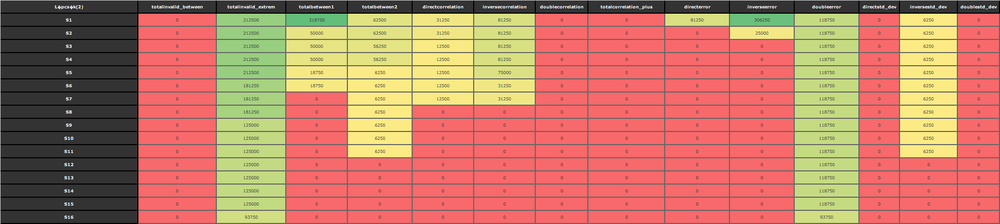 L�pcs�k(2) totalinvalid_between totalinvalid_extrem totalbetween1 totalbetween2 directcorrelation inversecorrelation doublecorrelation totalcorrelation_plus directerror inverseerror doubleerror directstd_dev inversestd_dev doublestd_dev
S1 0 212500 318750 62500 31250 81250 0 0 81250 306250 118750 0 6250 0
S2 0 212500 50000 62500 31250 81250 0 0 0 25000 118750 0 6250 0
S3 0 212500 50000 56250 12500 81250 0 0 0 0 118750 0 6250 0
S4 0 212500 50000 56250 12500 81250 0 0 0 0 118750 0 6250 0
S5 0 212500 18750 6250 12500 75000 0 0 0 0 118750 0 6250 0
S6 0 181250 18750 6250 12500 31250 0 0 0 0 118750 0 6250 0
S7 0 181250 0 6250 12500 31250 0 0 0 0 118750 0 6250 0
S8 0 181250 0 6250 0 0 0 0 0 0 118750 0 6250 0
S9 0 125000 0 6250 0 0 0 0 0 0 118750 0 6250 0
S10 0 125000 0 6250 0 0 0 0 0 0 118750 0 6250 0
S11 0 125000 0 6250 0 0 0 0 0 0 118750 0 6250 0
S12 0 125000 0 0 0 0 0 0 0 0 118750 0 0 0
S13 0 125000 0 0 0 0 0 0 0 0 118750 0 0 0
S14 0 125000 0 0 0 0 0 0 0 0 118750 0 0 0
S15 0 125000 0 0 0 0 0 0 0 0 118750 0 0 0
S16 0 93750 0 0 0 0 0 0 0 0 93750 0 0 0